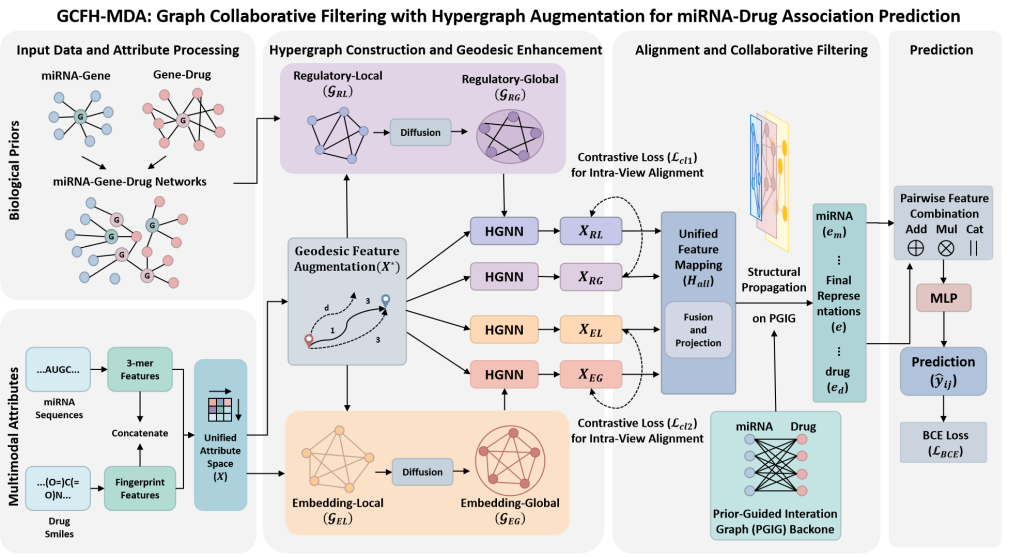 GCFH-MDA: Graph Collaborative Filtering with Hypergraph Augmentation for miRNA-Drug Association Prediction
Input Data and Attribute Processing
Biological Priors
miRNA-Gene
Gene-Drug
G
G
miRNA-Gene-Drug Networks
G
G
G
G
G
Multimodal Attributes
...AUGC...
miRNA
Sequences
3-mer
Features
Concatenate
...(O=)C(=
O)N...
Drug
Smiles
Fingerprint
Features
Unified
Attribute
Space
(X)
Hypergraph Construction and Geodesic Enhancement
Regulatory-Local
(𝒢RL)
Diffusion
Regulatory-Global
(𝒢RG)
Geodesic Feature
Augmentation(X*)
d
3
1
3
HGNN
XRL
HGNN
XRG
HGNN
XEL
HGNN
XEG
Embedding-Local
(𝒢EL)
Diffusion
Embedding-Global
(𝒢EG)
Alignment and Collaborative Filtering
Contrastive Loss (ℒcl1)
for Intra-View Alignment
Unified
Feature
Mapping
(Hall)
Fusion and
Projection
Contrastive Loss (ℒcl2)
for Intra-View Alignment
Structural
Propagation
on PGIG
miRNA
Drug
Prior-Guided Interation
Graph (PGIG) Backone
miRNA
(em)
⋮
Final
Represe
ntations
(e)
⋮
drug
(ed)
Prediction
Pairwise Feature
Combination
Add Mul Cat
⊕ ⊗ ||
MLP
Prediction
(ŷij)
BCE Loss
(ℒBCE)